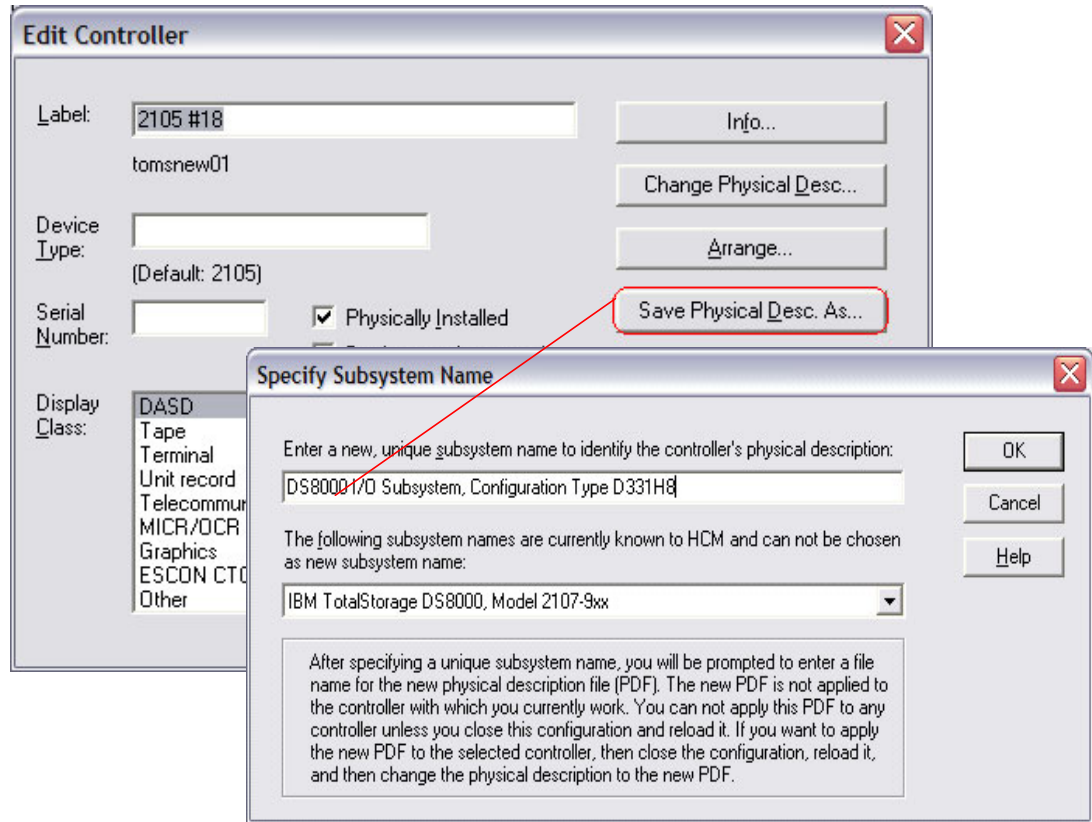 Edit Controller
Label:
2105 #18
tomsnew01
Info...
Change Physical Desc...
Device
Type:
(Default: 2105)
Arrange...
Serial
Number:
Physically Installed
Save Physical Desc. As...
Display
Class:
DASD
Tape
Terminal
Unit record
Telecommun
MICR/OCR
Graphics
ESCON CTC
Other
Specify Subsystem Name
Enter a new, unique subsystem name to identify the controller's physical description:
DS8000 I/O Subsystem, Configuration Type D331H8
OK
Cancel
Help
The following subsystem names are currently known to HCM and can not be chosen
as new subsystem name:
IBM TotalStorage DS8000, Model 2107-9xx
After specifying a unique subsystem name, you will be prompted to enter a file
name for the new physical description file (PDF). The new PDF is not applied to
the controller with which you currently work. You can not apply this PDF to any
controller unless you close this configuration and reload it. If you want to apply
the new PDF to the selected controller, then close the configuration, reload it,
and then change the physical description to the new PDF.